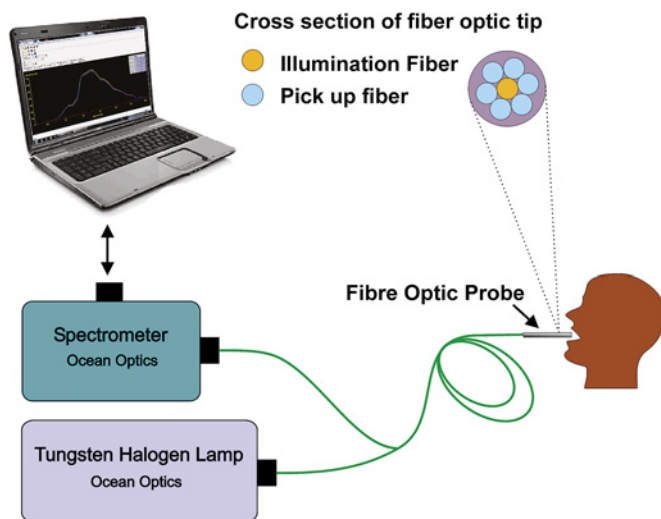 Cross section of fiber optic tip
Illumination Fiber
Pick up fiber
Fibre Optic Probe
Spectrometer
Ocean Optics
Tungsten Halogen Lamp
Ocean Optics